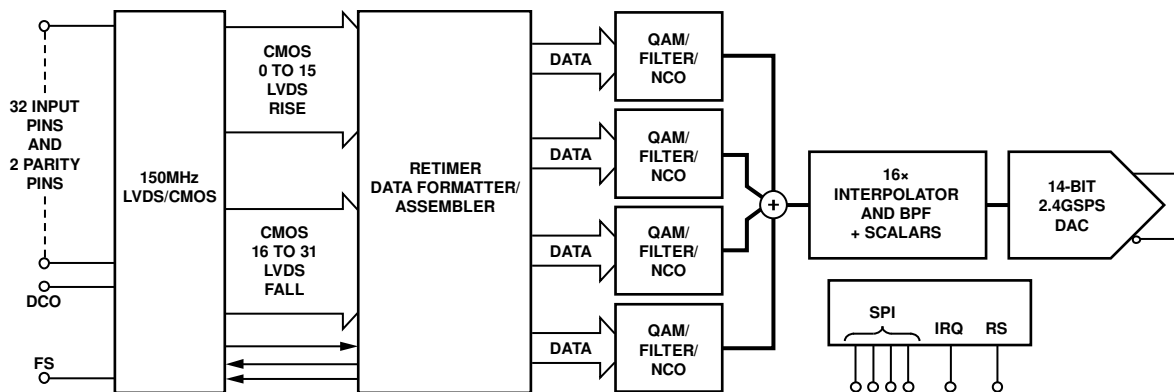 32 INPUT
PINS
AND
2 PARITY
PINS
DCO
FS
150MHz
LVDS/CMOS
CMOS
0 TO 15
LVDS
RISE
CMOS
16 TO 31
LVDS
FALL
RETIMER
DATA FORMATTER/
ASSEMBLER
DATA
DATA
DATA
DATA
QAM/
FILTER/
NCO
QAM/
FILTER/
NCO
QAM/
FILTER/
NCO
QAM/
FILTER/
NCO
+
16×
INTERPOLATOR
AND BPF
+ SCALARS
14-BIT
2.4GSPS
DAC
SPI
IRQ
RS